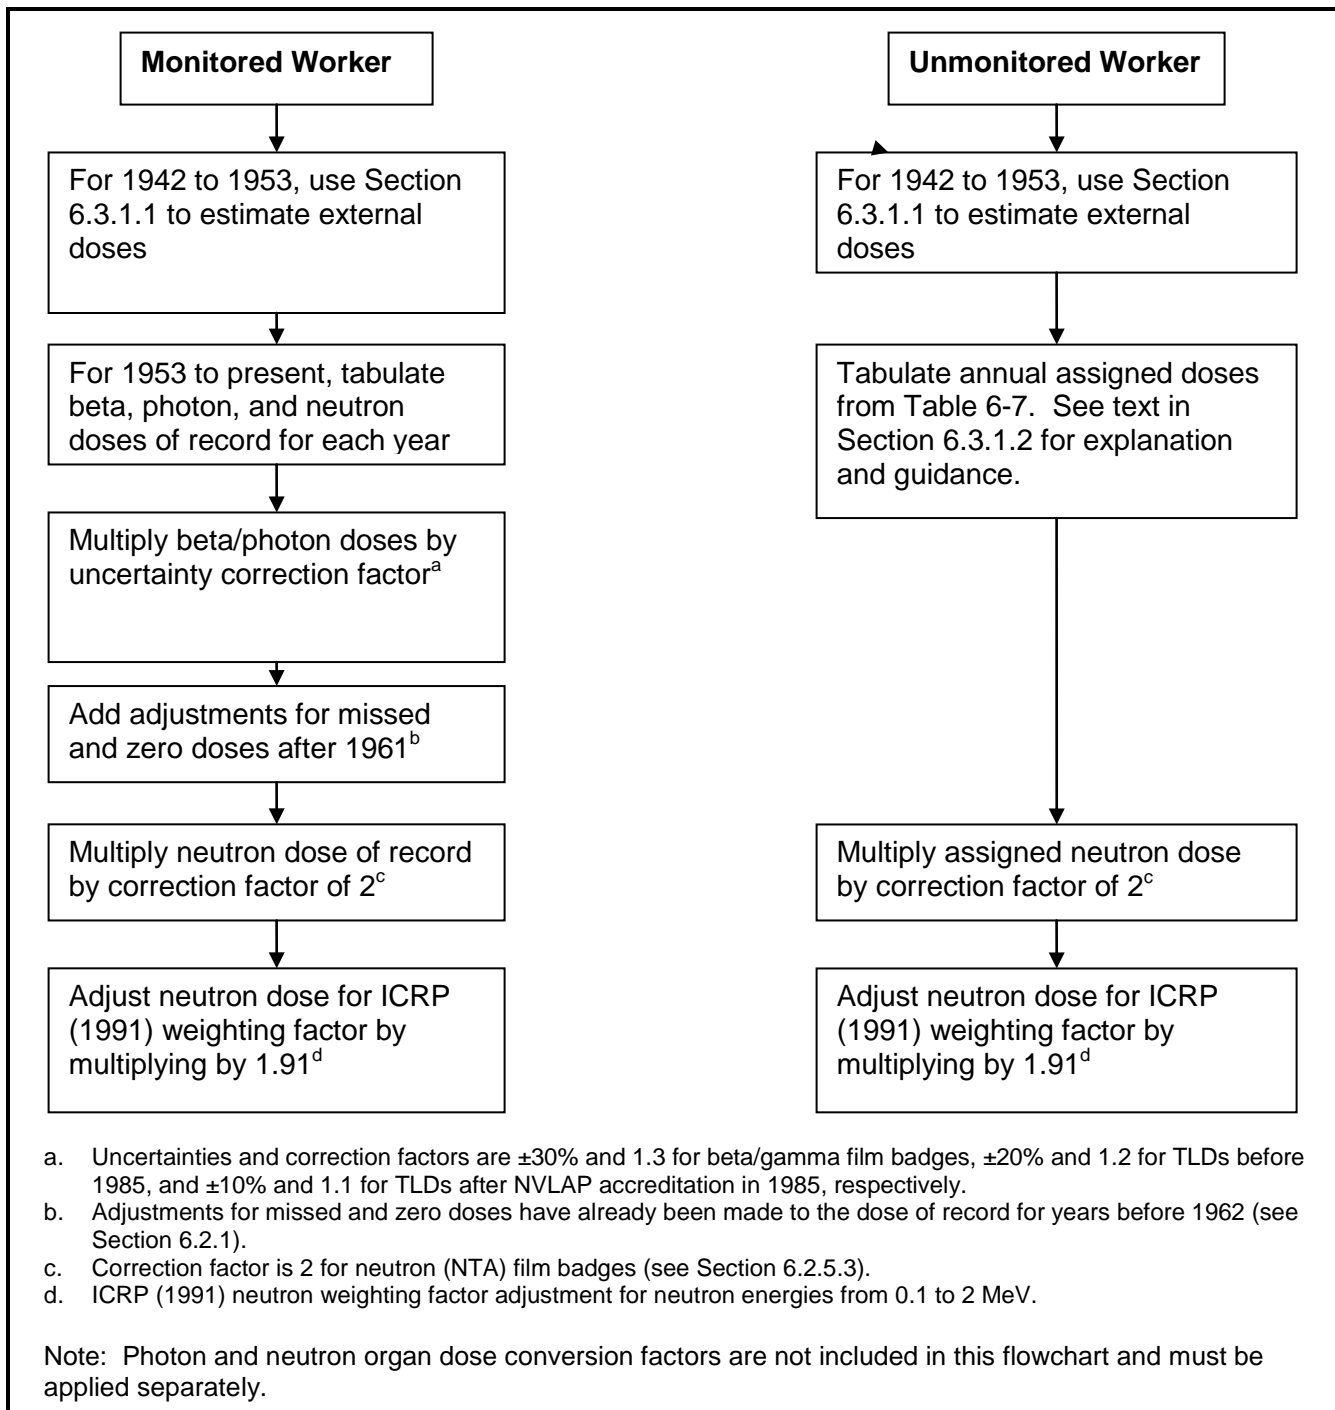 Monitored Worker
For 1942 to 1953, use Section
6.3.1.1 to estimate external
doses
For 1953 to present, tabulate
beta, photon, and neutron
doses of record for each year
Multiply beta/photon doses by
uncertainty correction factorᵃ
Add adjustments for missed
and zero doses after 1961ᵇ
Multiply neutron dose of record
by correction factor of 2ᶜ
Adjust neutron dose for ICRP
(1991) weighting factor by
multiplying by 1.91ᵈ
Unmonitored Worker
For 1942 to 1953, use Section
6.3.1.1 to estimate external
doses
Tabulate annual assigned doses
from Table 6-7. See text in
Section 6.3.1.2 for explanation
and guidance.
Multiply assigned neutron dose
by correction factor of 2ᶜ
Adjust neutron dose for ICRP
(1991) weighting factor by
multiplying by 1.91ᵈ
a. Uncertainties and correction factors are ±30% and 1.3 for beta/gamma film badges, ±20% and 1.2 for TLDs before
1985, and ±10% and 1.1 for TLDs after NVLAP accreditation in 1985, respectively.
b. Adjustments for missed and zero doses have already been made to the dose of record for years before 1962 (see
Section 6.2.1).
c. Correction factor is 2 for neutron (NTA) film badges (see Section 6.2.5.3).
d. ICRP (1991) neutron weighting factor adjustment for neutron energies from 0.1 to 2 MeV.
Note: Photon and neutron organ dose conversion factors are not included in this flowchart and must be
applied separately.